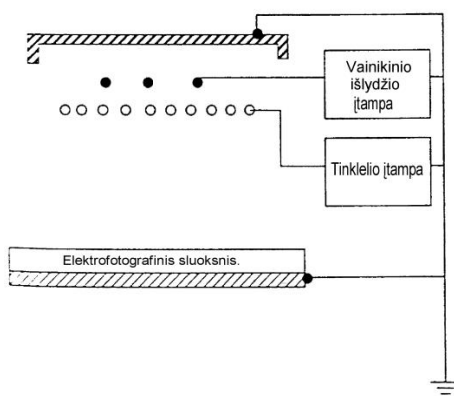 Vainikinio
išlydžio
įtampa
Tinklelio įtampa
Elektrofotografinis sluoksnis.